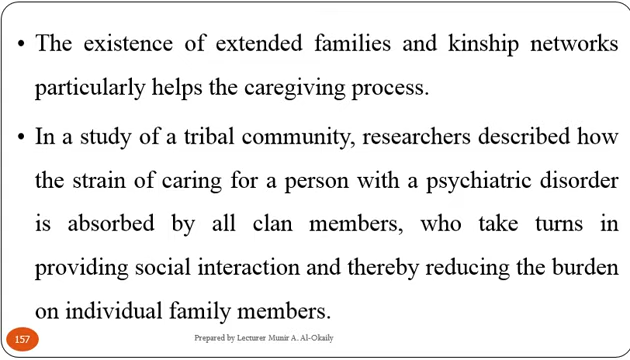 • The existence of extended families and kinship networks
particularly helps the caregiving process.
• In a study of a tribal community, researchers described how
the strain of caring for a person with a psychiatric disorder
is absorbed by all clan members, who take turns in
providing social interaction and thereby reducing the burden
on individual family members.
157
Prepared by Lecturer Munir A. Al-Okaily